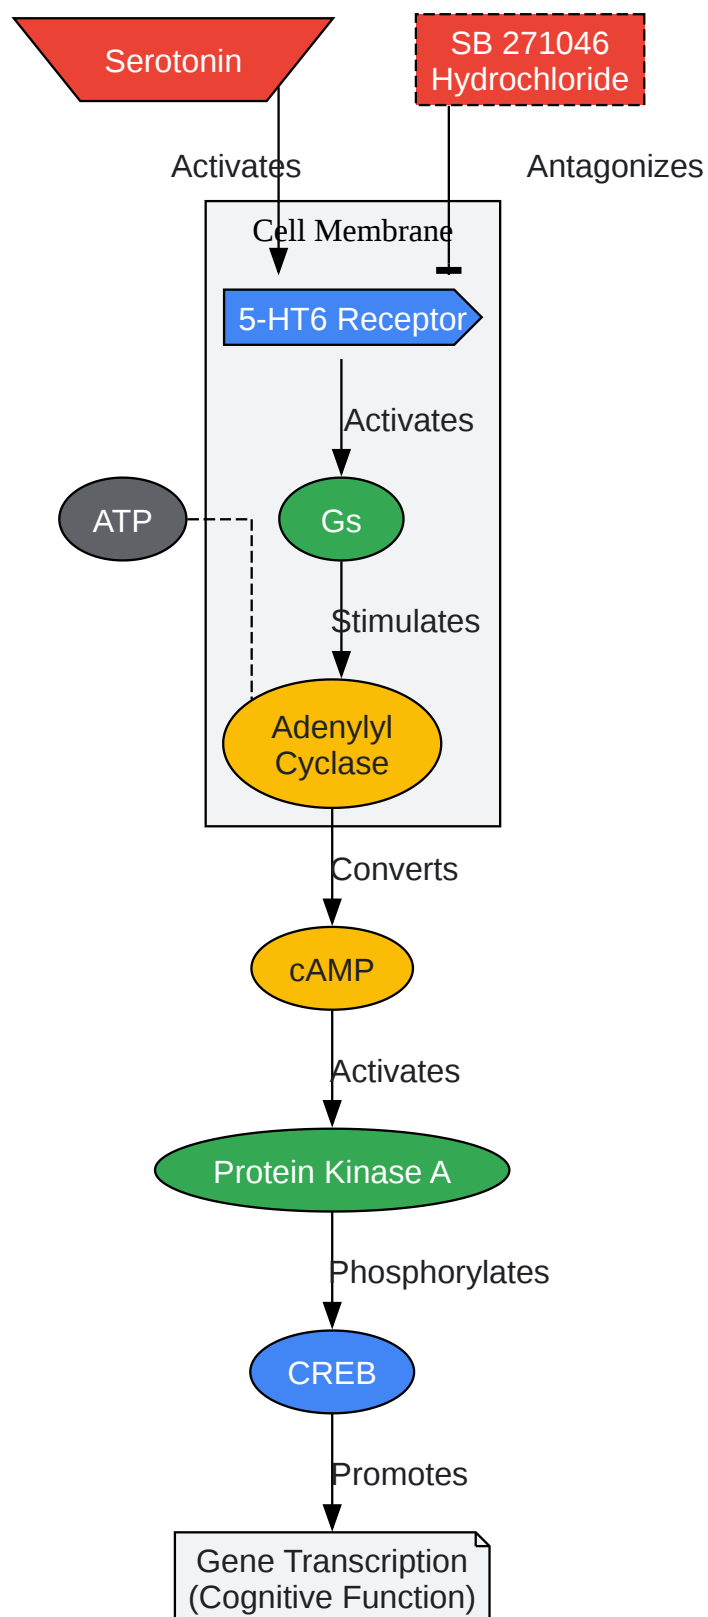 Serotonin
SB 271046
Hydrochloride
Activates
Antagonizes
Cell Membrane
5-HT6 Receptor
Activates
ATP
Gs
Stimulates
Adenylyl
Cyclase
Converts
cAMP
Activates
Protein Kinase A
Phosphorylates
CREB
Promotes
Gene Transcription
(Cognitive Function)